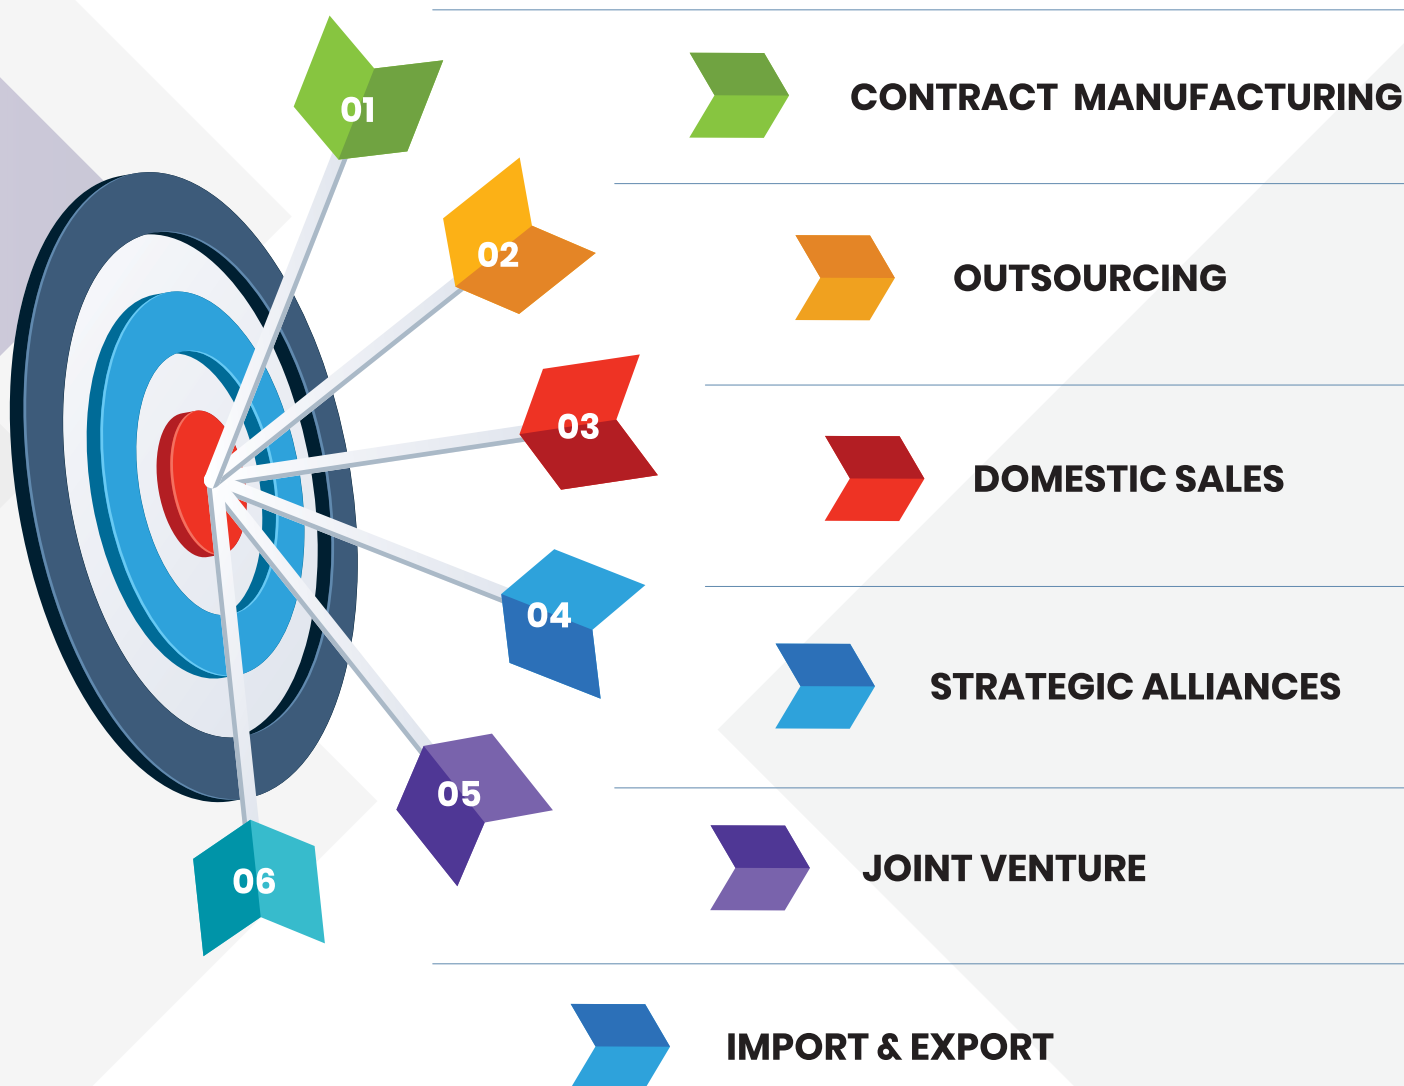 01
CONTRACT MANUFACTURING
02
OUTSOURCING
03
DOMESTIC SALES
04
STRATEGIC ALLIANCES
05
JOINT VENTURE
06
IMPORT & EXPORT